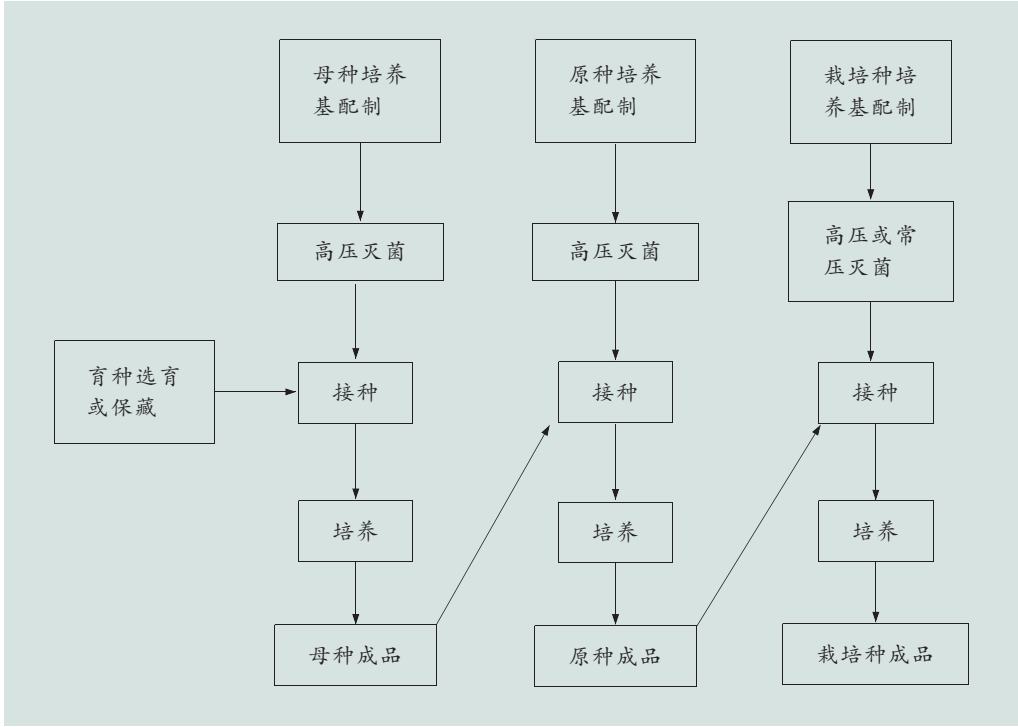 母种培养
基配制
高压灭菌
育种选育
或保藏
接种
培养
母种成品
原种培养
基配制
高压灭菌
接种
培养
原种成品
栽培种培
养基配制
高压或常
压灭菌
接种
培养
栽培种成品